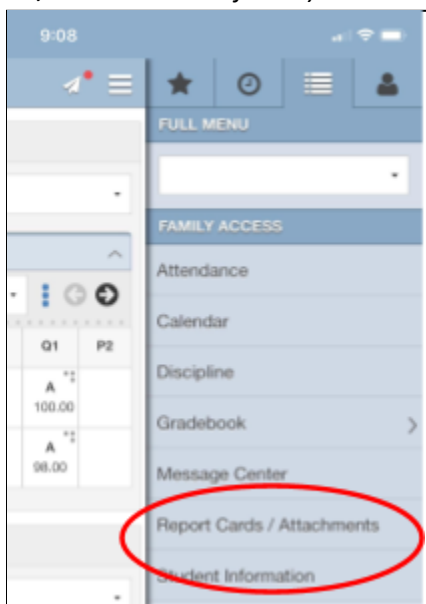 9:08
FULL MENU
FAMILY ACCESS
Attendance
Calendar
Q1 P2
Discipline
A
100.00
Gradebook
A
98.00
Message Center
Report Cards / Attachments
Student Information